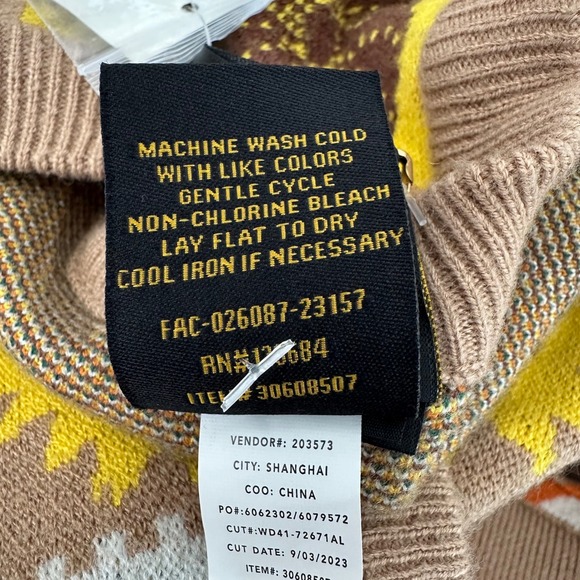 MACHINE WASH COLD
WITH LIKE COLORS
GENTLE CYCLE
NON-CHLORINE BLEACH
LAY FLAT TO DRY
COOL IRON IF NECESSARY
FAC-026087-23157
ITEM# 30608507
VENDOR#: 203573
CITY: SHANGHAI
COO: CHINA
PO#:6062302/6079572
CUT#:WD41-72671AL
CUT DATE: 9/03/2023
ITEM#: 30608507